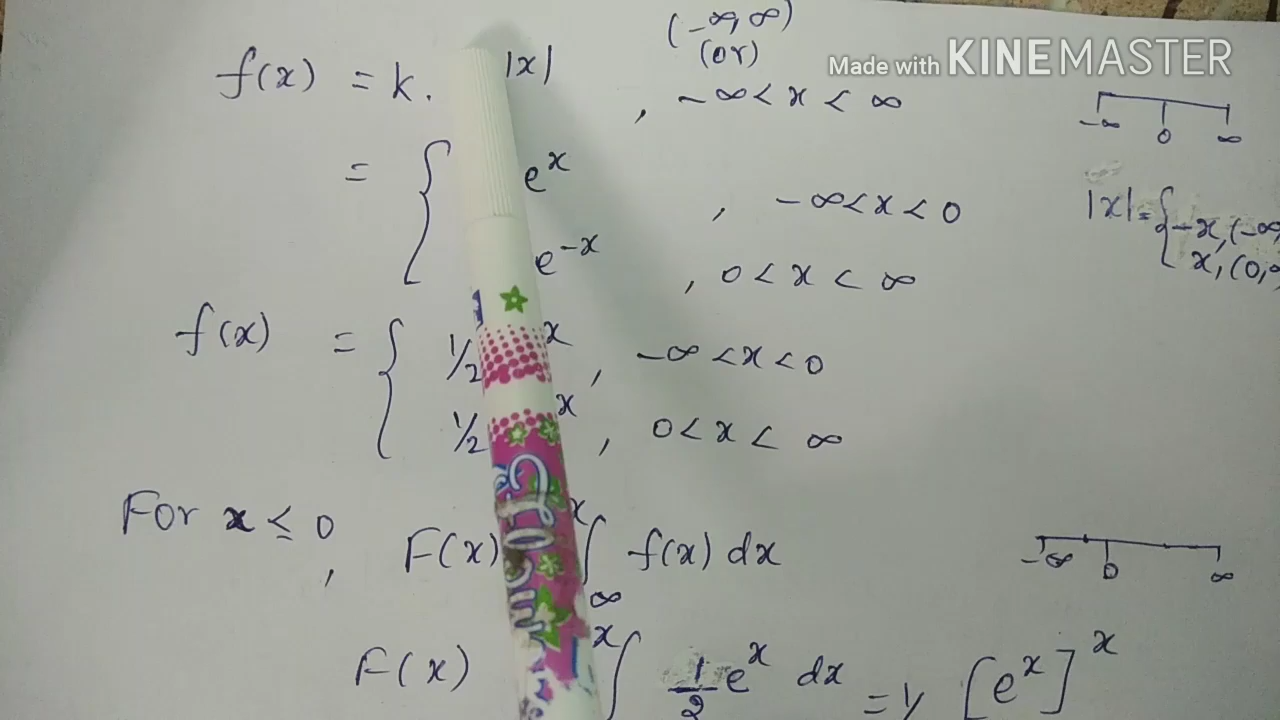 (-∞, ∞)
(or)
Made with KINEMASTER
f(x) = k. |x| , -∞ < x < ∞
-∞ 0 ∞
= { e^x , -∞ < x < 0
|x| = { -x, (-∞,
x, (0, ∞
e^-x , 0 < x < ∞
f(x) = { 1/2 x , -∞ < x < 0
1/2 x , 0 < x < ∞
For x ≤ 0 , F(x) x ∫ ∞ f(x) dx
-∞ 0 ∞
F(x) x ∫ 1/2 e^x dx = [e^x]^x